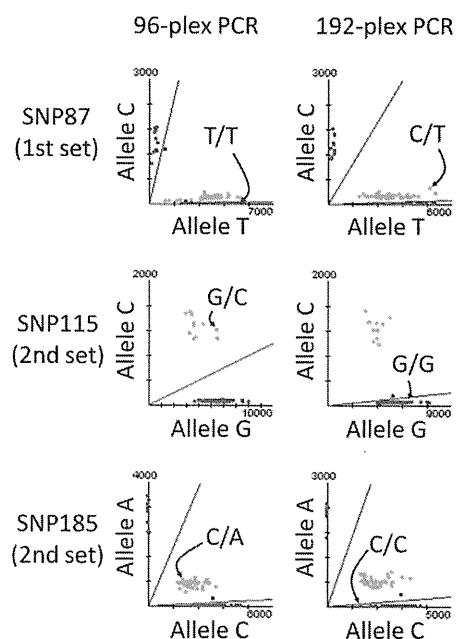 96-plex PCR 192-plex PCR
SNP87
(1st set)
Allele C
3000
T/T
7000
Allele T
Allele C
3000
C/T
6000
Allele T
SNP115
(2nd set)
Allele C
2000
G/C
10000
Allele G
Allele C
2000
G/G
9000
Allele G
SNP185
(2nd set)
Allele A
4000
C/A
Allele C
Allele A
3000
C/C
5000
Allele C